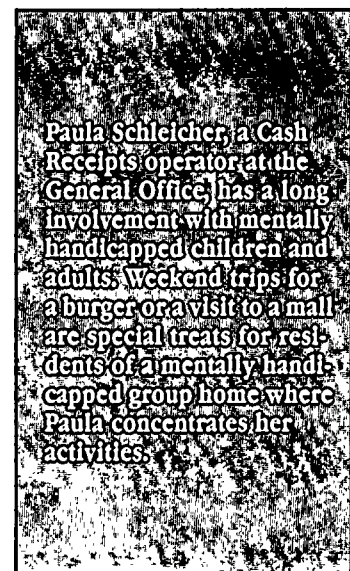 Paula Schleicher, a Cash
Receipts operator at the
General Office, has a long
involvement with mentally
handicapped children and
adults. Weekend trips for
a burger or a visit to a mall
are special treats for resi-
dents of a mentally handi-
capped group home where
Paula concentrates her
activities.